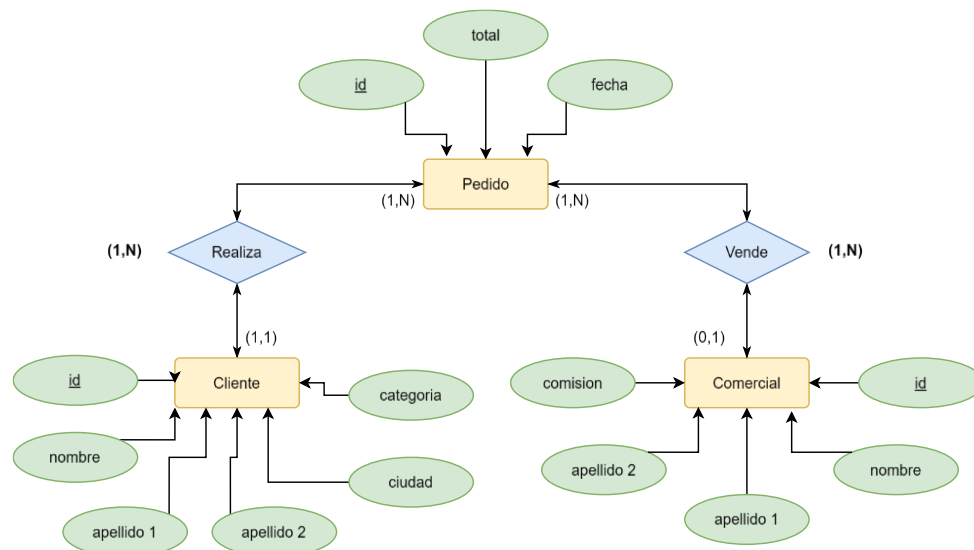 total
id
fecha
Pedido
(1,N)
(1,N)
(1,N)
Realiza
Vende
(1,N)
(1,1)
(0,1)
id
Cliente
categoria
comision
Comercial
id
nombre
ciudad
apellido 2
nombre
apellido 1
apellido 2
apellido 1